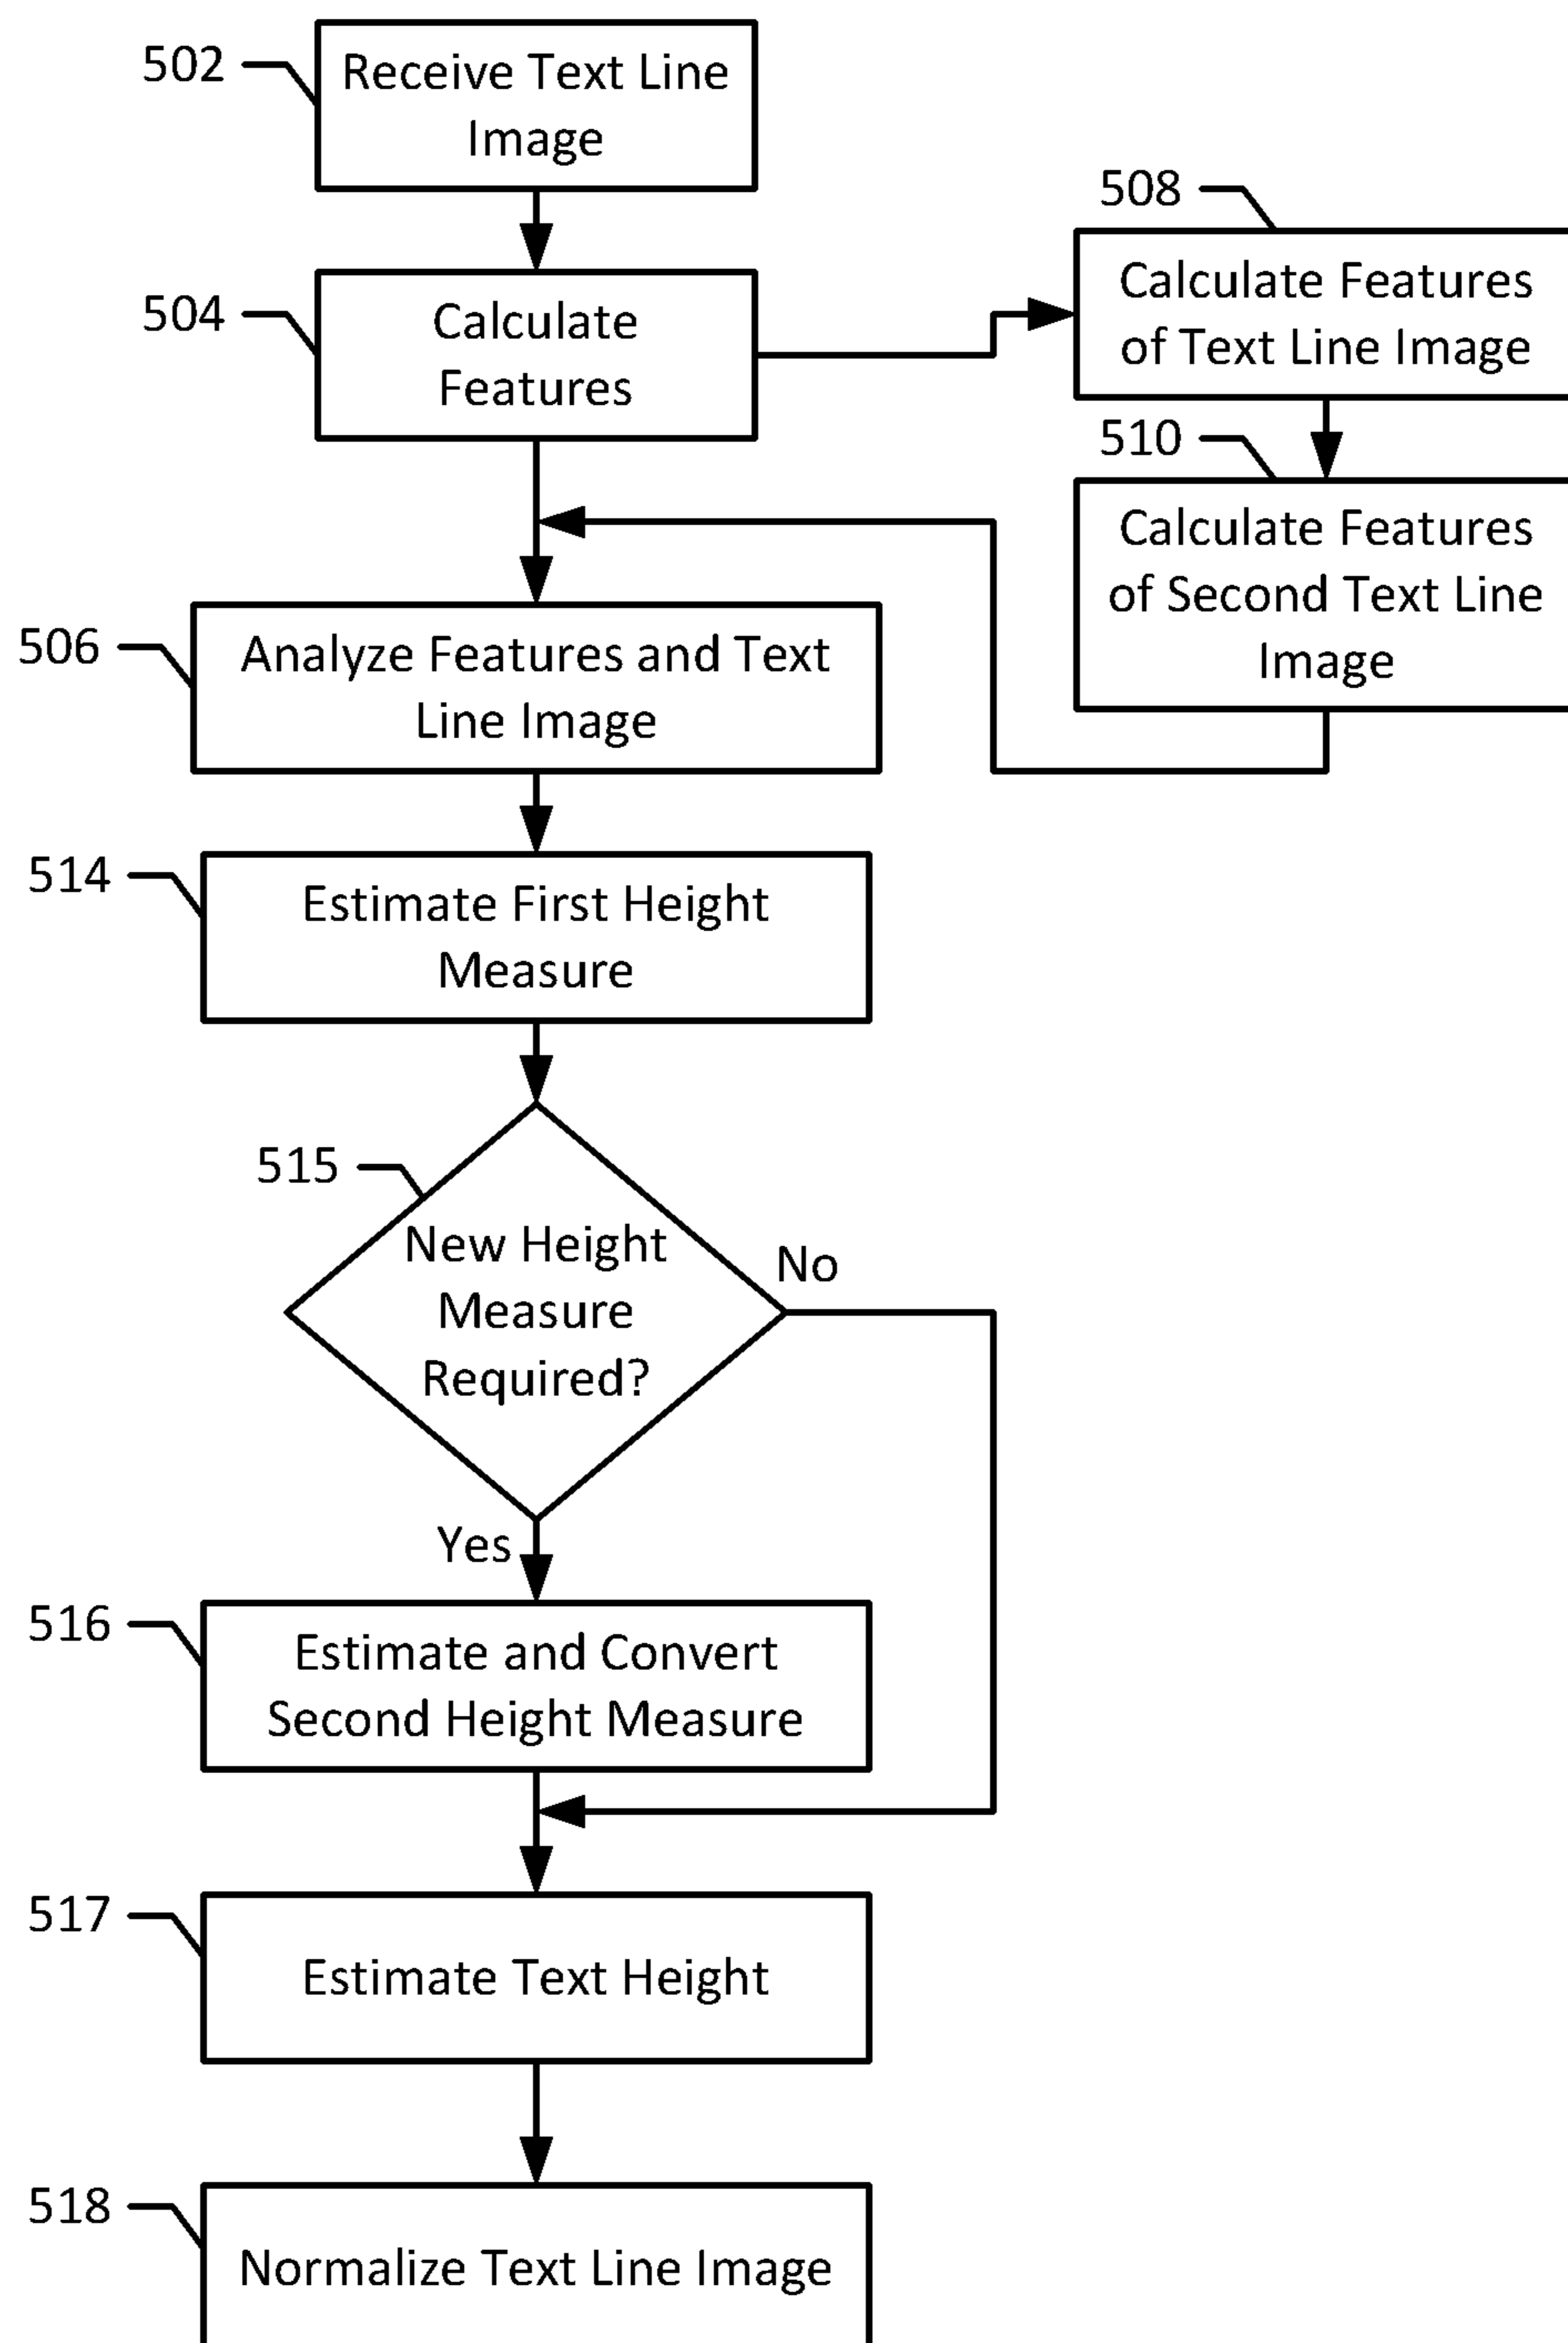 502
Receive Text Line
Image
504
Calculate
Features
508
Calculate Features
of Text Line Image
510
Calculate Features
of Second Text Line
Image
506
Analyze Features and Text
Line Image
514
Estimate First Height
Measure
515
New Height
Measure
Required?
No
Yes
516
Estimate and Convert
Second Height Measure
517
Estimate Text Height
518
Normalize Text Line Image